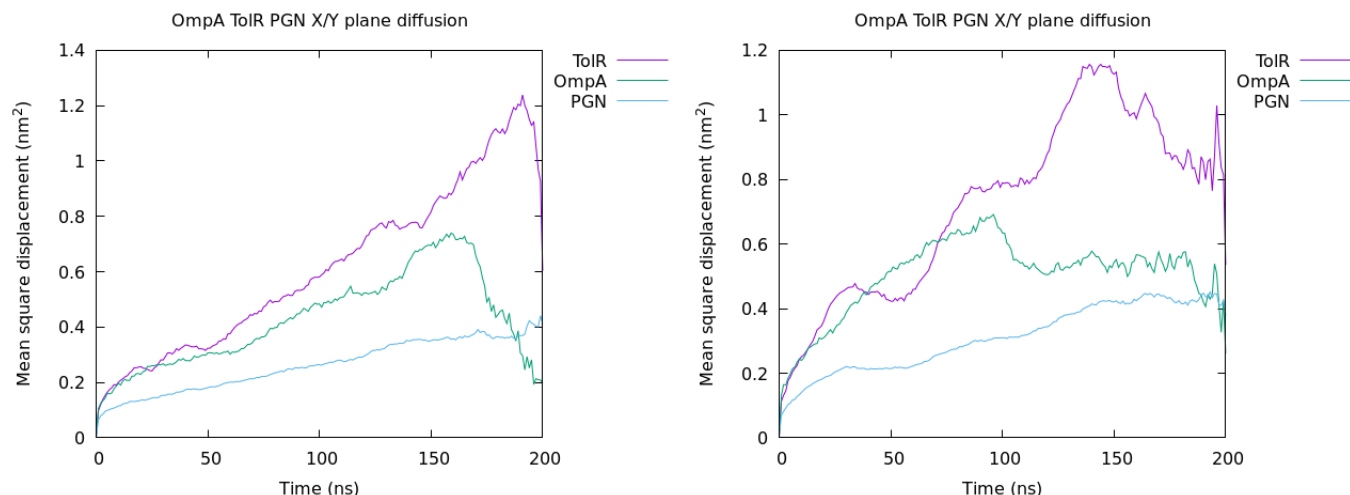 OmpA TolR PGN X/Y plane diffusion
1.4
1.2
1
0.8
0.6
0.4
0.2
0
0 50 100 150 200
Mean square displacement (nm²)
Time (ns)
TolR
OmpA
PGN
OmpA TolR PGN X/Y plane diffusion
1.2
1
0.8
0.6
0.4
0.2
0
0 50 100 150 200
Mean square displacement (nm²)
Time (ns)
TolR
OmpA
PGN